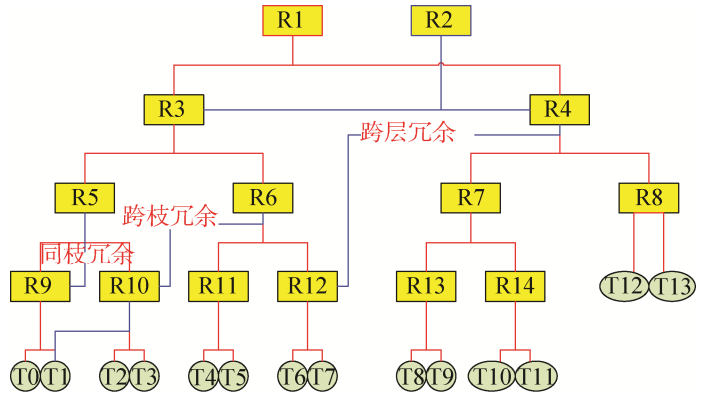 R1 R2
R3 R4
跨层冗余
R5 R6 R7 R8
跨枝冗余
同枝冗余
R9 R10 R11 R12 R13 R14 T12 T13
T0 T1 T2 T3 T4 T5 T6 T7 T8 T9 T10 T11